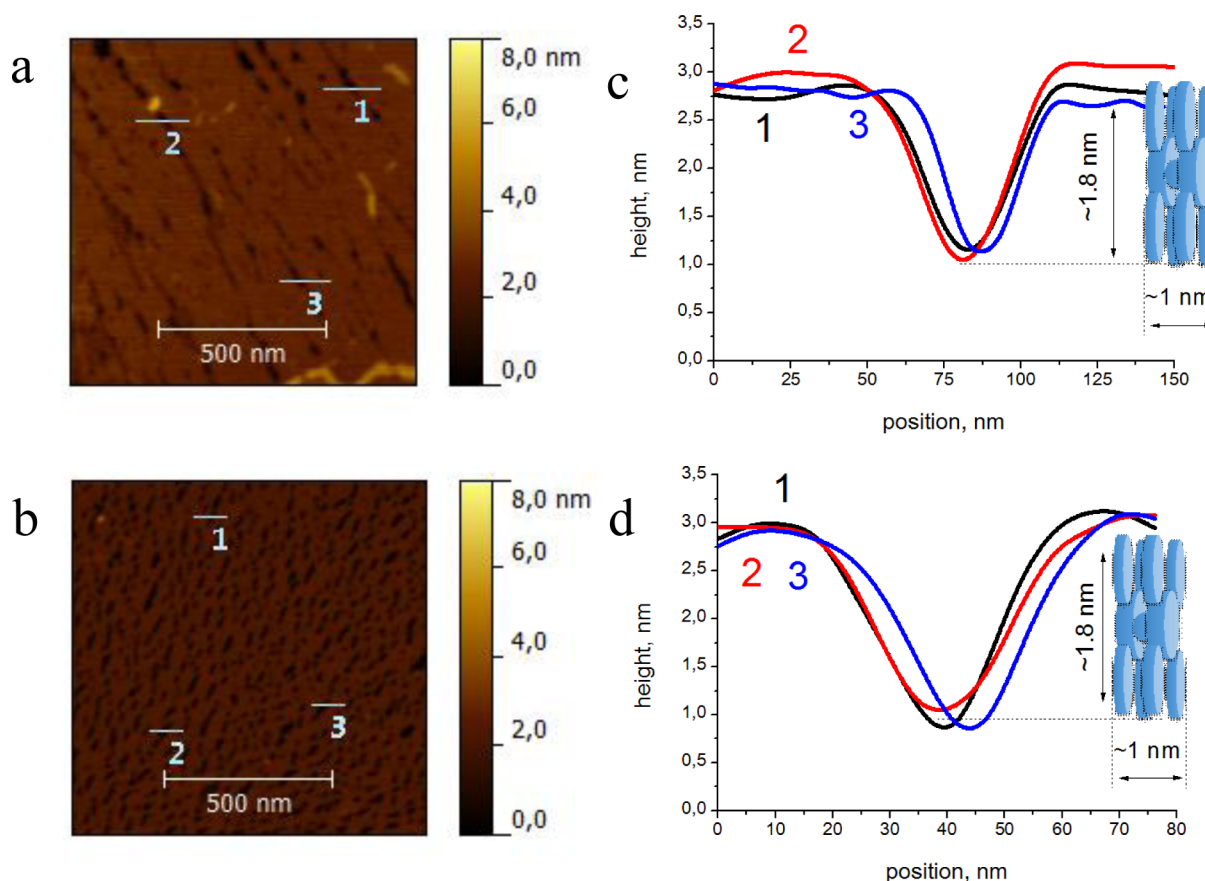 a
1
2
3
500 nm
8,0 nm
6,0
4,0
2,0
0,0
c
height, nm
3,5
3,0
2,5
2,0
1,5
1,0
0,5
0,0
2
1
3
~1.8 nm
~1 nm
0 25 50 75 100 125 150
position, nm
b
1
2
3
500 nm
8,0 nm
6,0
4,0
2,0
0,0
d
height, nm
3,5
3,0
2,5
2,0
1,5
1,0
0,5
0,0
1
2 3
~1.8 nm
~1 nm
0 10 20 30 40 50 60 70 80
position, nm